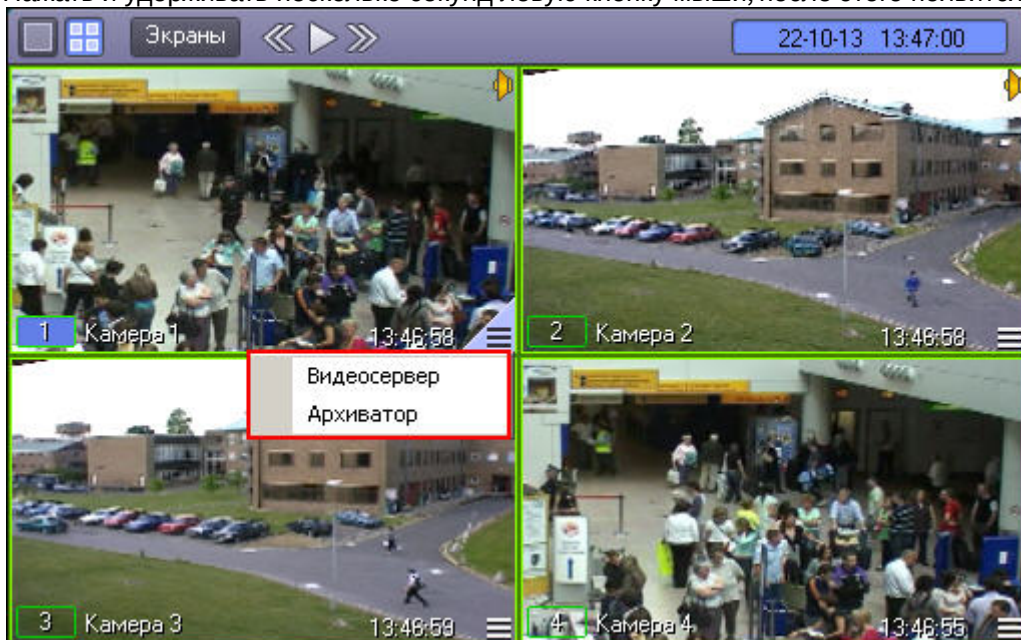 Экраны
22-10-13 13:47:00
1 Камера 1 13:46:58
2 Камера 2 13:46:58
Видеосервер
Архиватор
3 Камера 3 13:46:59
4 Камера 4 13:46:55